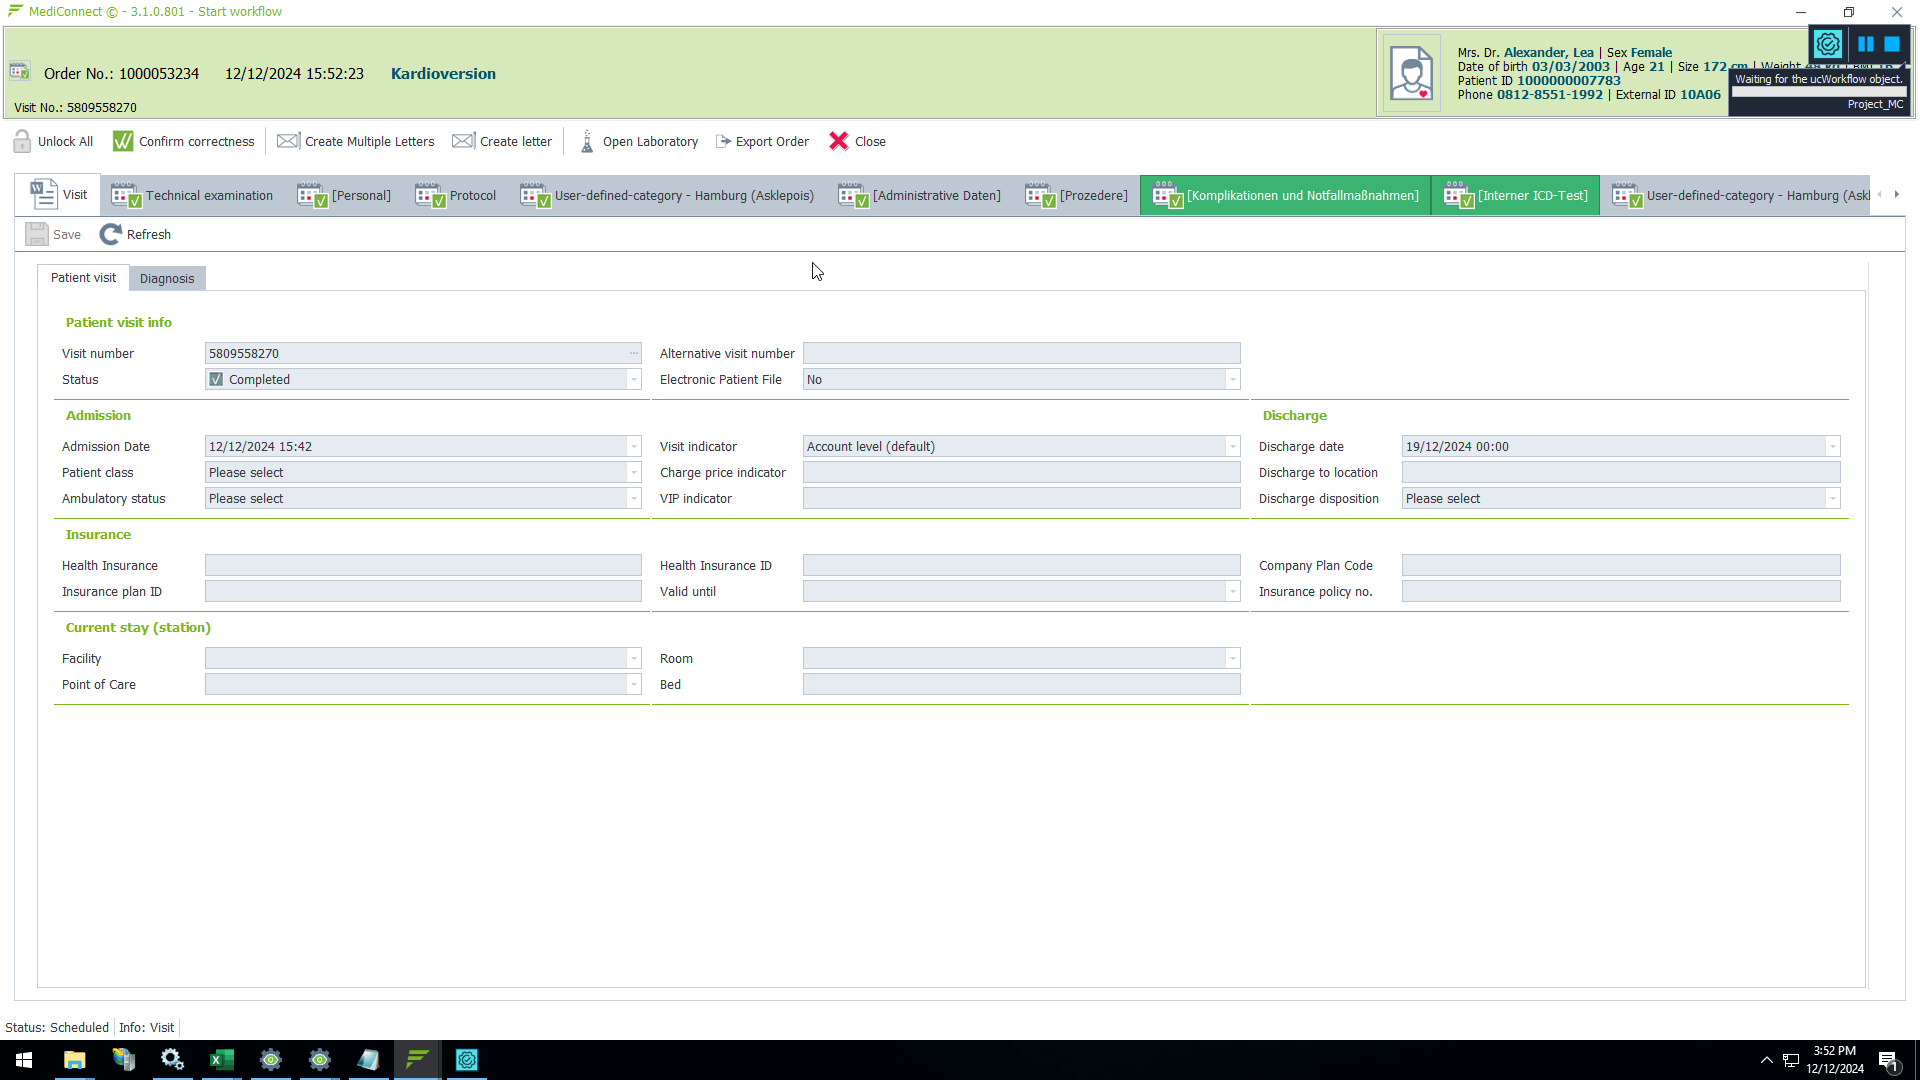 MediConnect © - 3.1.0.801 - Start workflow
Order No.: 1000053234 12/12/2024 15:52:23 Kardioversion
Visit No.: 5809558270
Mrs. Dr. Alexander, Lea | Sex Female
Date of birth 03/03/2003 | Age 21 | Size 172 cm | Weight
Patient ID 1000000007783
Phone 0812-8551-1992 | External ID 10A06
Waiting for the ucWorkflow object.
Project_MC
Unlock All Confirm correctness Create Multiple Letters Create letter Open Laboratory Export Order Close
Visit Technical examination [Personal] Protocol User-defined-category - Hamburg (Asklepois) [Administrative Daten] [Prozedere] [Komplikationen und Notfallmaßnahmen] [Interner ICD-Test] User-defined-category - Hamburg (Askl
Save Refresh
Patient visit Diagnosis
Patient visit info
Visit number 5809558270 ... Alternative visit number
Status Completed Electronic Patient File No
Admission Discharge
Admission Date 12/12/2024 15:42 Visit indicator Account level (default) Discharge date 19/12/2024 00:00
Patient class Please select Charge price indicator Discharge to location
Ambulatory status Please select VIP indicator Discharge disposition Please select
Insurance
Health Insurance Health Insurance ID Company Plan Code
Insurance plan ID Valid until Insurance policy no.
Current stay (station)
Facility Room
Point of Care Bed
Status: Scheduled Info: Visit
3:52 PM
12/12/2024
1